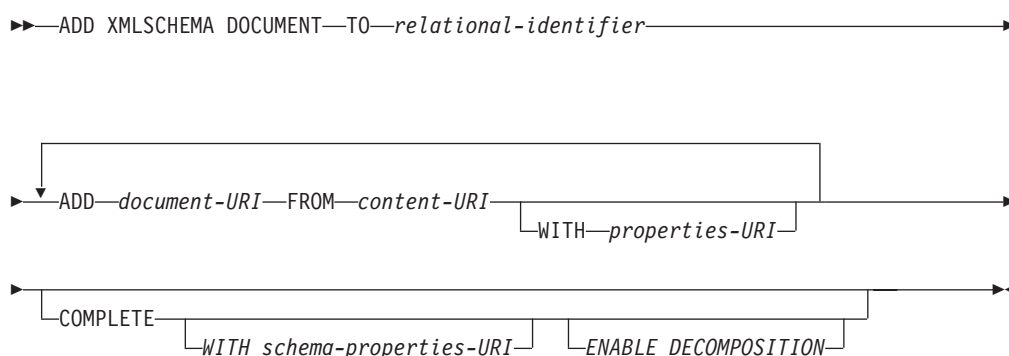 ADD XMLSCHEMA DOCUMENT TO relational-identifier
ADD document-URI FROM content-URI
WITH properties-URI
COMPLETE
WITH schema-properties-URI ENABLE DECOMPOSITION